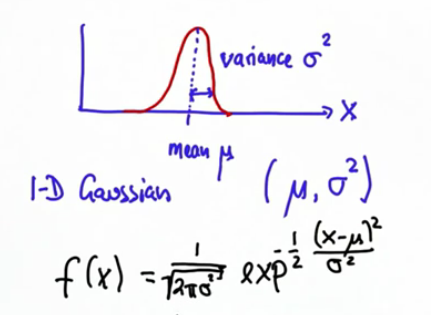 variance σ²
X
mean μ
1-D Gaussian (μ, σ²)
f(x) = 1/√(2πσ²) exp^(-1/2 (x-μ)²/σ²)